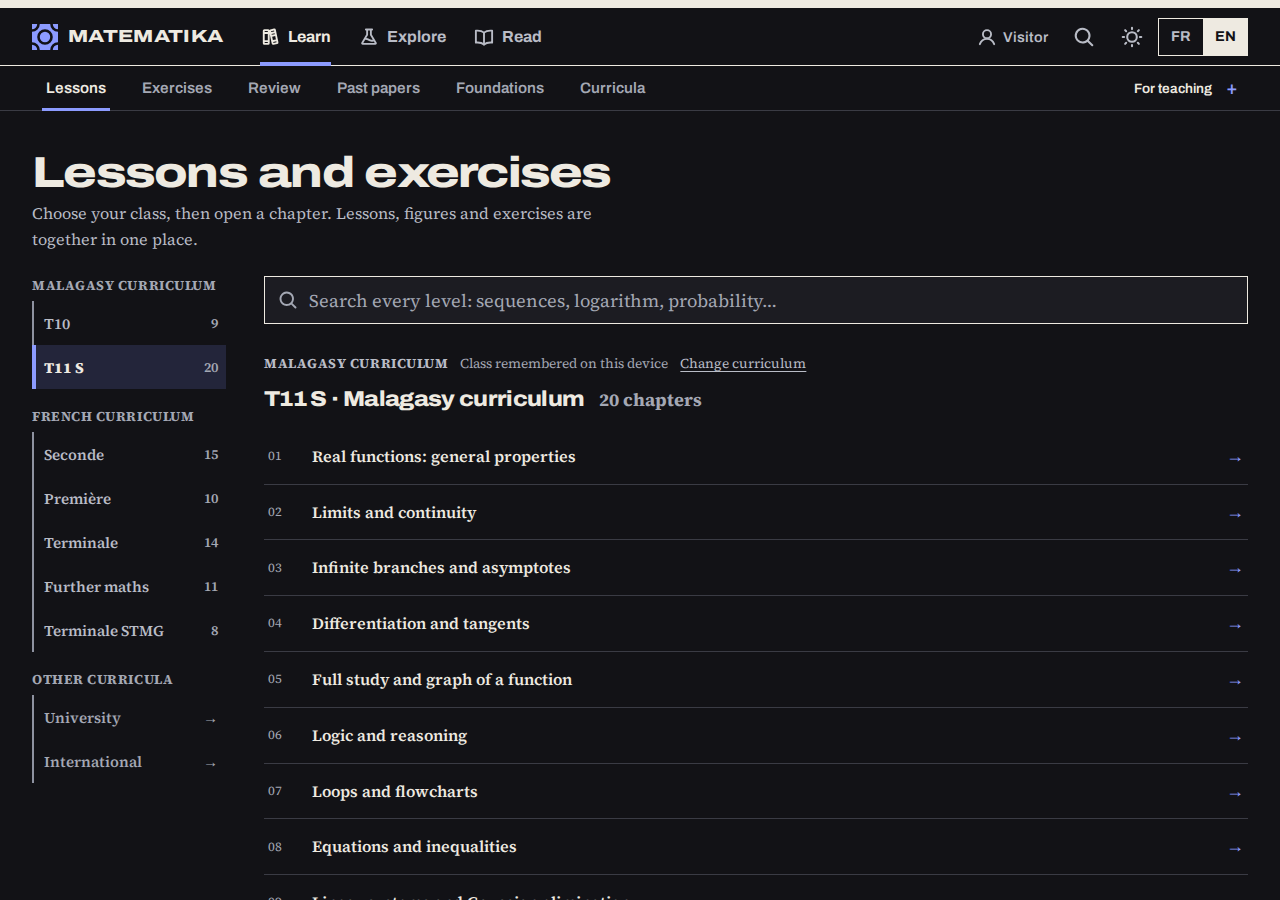 MATEMATIKA
Learn
Explore
Read
Visitor
FR
EN
Lessons
Exercises
Review
Past papers
Foundations
Curricula
For teaching +
Lessons and exercises
Choose your class, then open a chapter. Lessons, figures and exercises are
together in one place.
MALAGASY CURRICULUM
T10 9
T11 S 20
FRENCH CURRICULUM
Seconde 15
Première 10
Terminale 14
Further maths 11
Terminale STMG 8
OTHER CURRICULA
University →
International →
Search every level: sequences, logarithm, probability...
MALAGASY CURRICULUM Class remembered on this device Change curriculum
T11 S · Malagasy curriculum 20 chapters
01 Real functions: general properties →
02 Limits and continuity →
03 Infinite branches and asymptotes →
04 Differentiation and tangents →
05 Full study and graph of a function →
06 Logic and reasoning →
07 Loops and flowcharts →
08 Equations and inequalities →